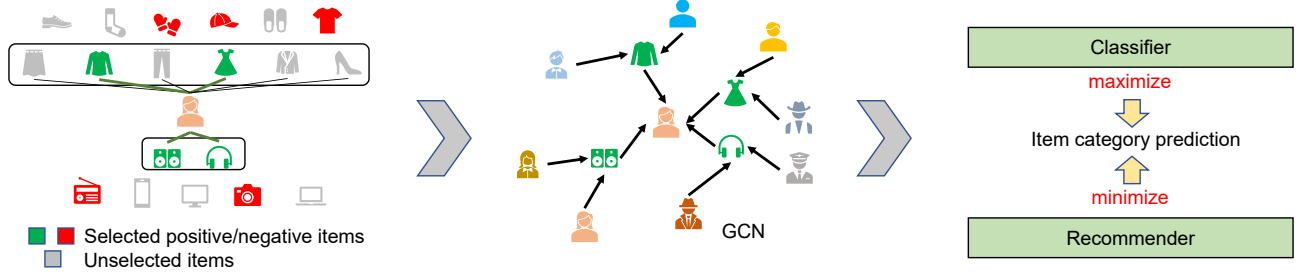 Selected positive/negative items
Unselected items
GCN
Classifier
maximize
Item category prediction
minimize
Recommender